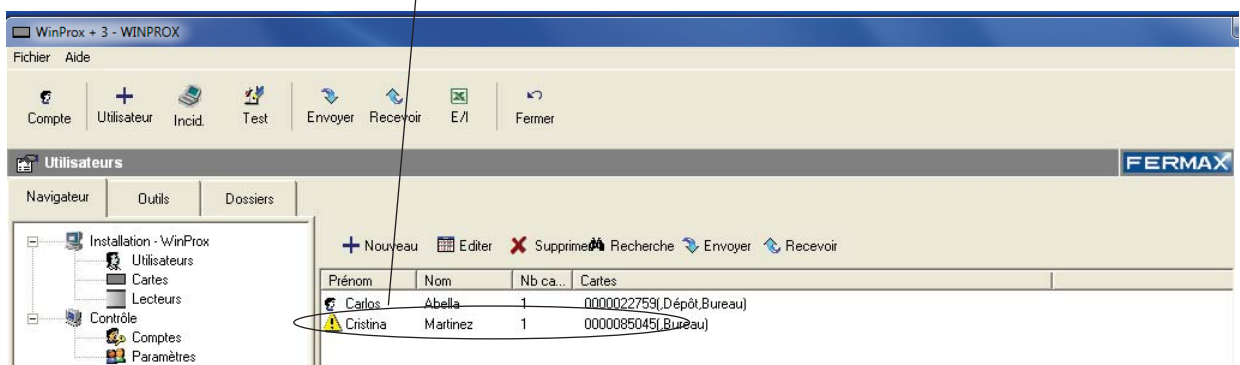 WinProx + 3 - WINPROX
Fichier Aide
Compte Utilisateur Incid. Test Envoyer Recevoir E/I Fermer
Utilisateurs FERMAX
Navigateur Outils Dossiers
Installation - WinProx
Utilisateurs
Cartes
Lecteurs
Contrôle
Comptes
Paramètres
Nouveau Editer Supprime Recherche Envoyer Recevoir
Prénom Nom Nb ca... Cartes
Carlos Abella 1 0000022759(,Dépôt,Bureau)
Cristina Martinez 1 0000085045(,Bureau)